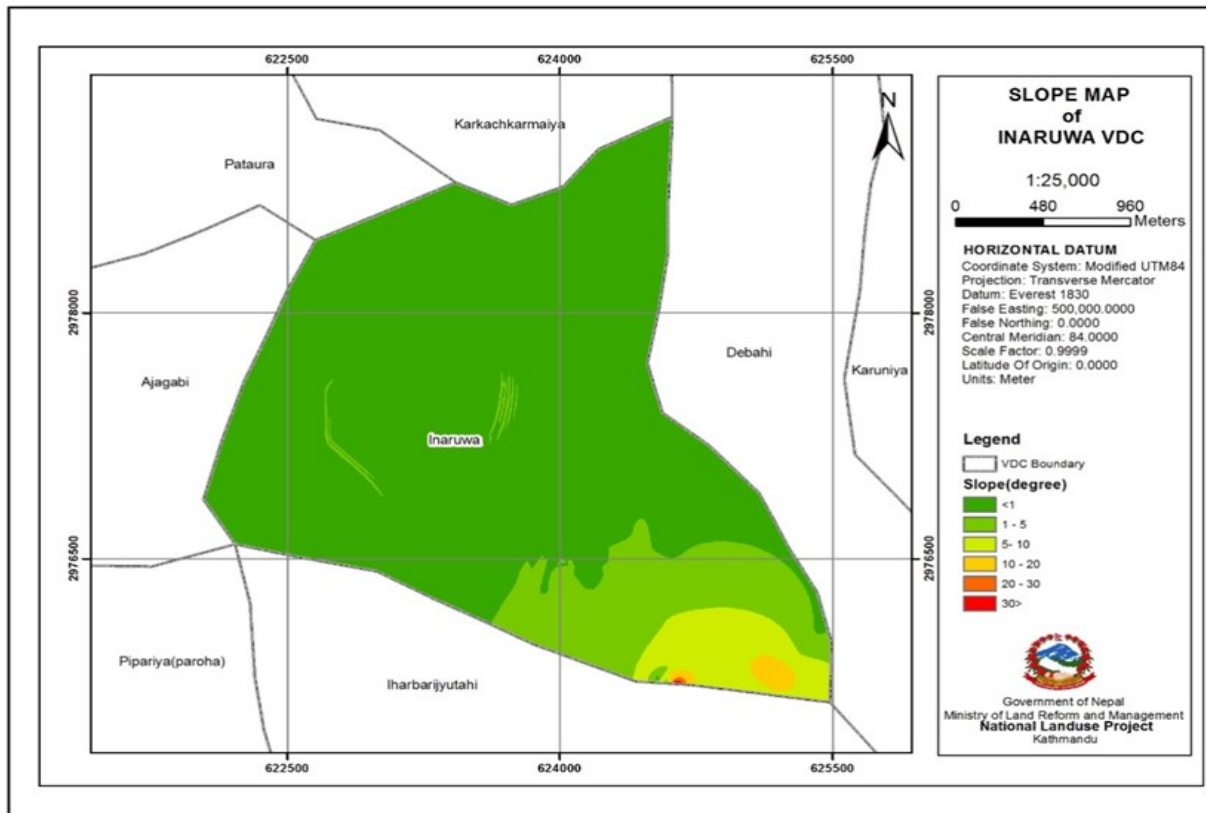 622500
624000
625500
Karkachkarmaiya
Pataura
N
2978000
2978000
Debahi
Karuniya
Ajagabi
Inaruwa
2976500
2976500
Pipariya(paroha)
Iharbarijyutahi
622500
624000
625500
SLOPE MAP
of
INARUWA VDC
1:25,000
0 480 960
Meters
HORIZONTAL DATUM
Coordinate System: Modified UTM84
Projection: Transverse Mercator
Datum: Everest 1830
False Easting: 500,000.0000
False Northing: 0.0000
Central Meridian: 84.0000
Scale Factor: 0.9999
Latitude Of Origin: 0.0000
Units: Meter
Legend
VDC Boundary
Slope(degree)
<1
1 - 5
5- 10
10 - 20
20 - 30
30>
Government of Nepal
Ministry of Land Reform and Management
National Landuse Project
Kathmandu